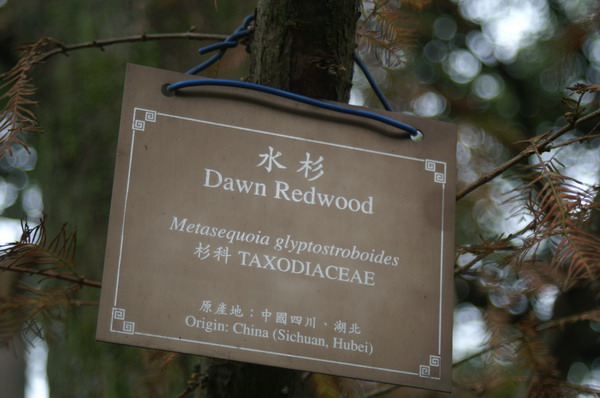 水杉
Dawn Redwood
Metasequoia glyptostroboides
杉科 TAXODIACEAE
原產地：中國四川、湖北
Origin: China (Sichuan, Hubei)